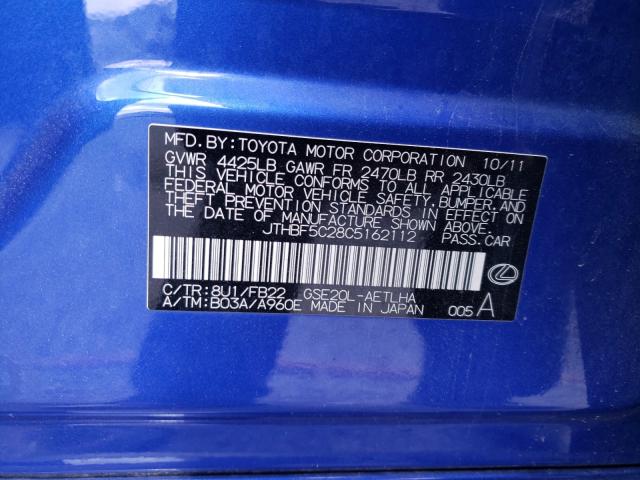 MFD.BY:TOYOTA MOTOR CORPORATION 10/11
GVWR 4425LB GAWR FR 2470LB RR 2430LB
THIS VEHICLE CONFORMS TO ALL APPLICABLE
FEDERAL MOTOR VEHICLE SAFETY, BUMPER, AND
THEFT PREVENTION STANDARDS IN EFFECT ON
THE DATE OF MANUFACTURE SHOWN ABOVE.
JTHBF5C28C5162112 PASS.CAR
C/TR:8U1/FB22 GSE20L-AETLHA
A/TM:B03A/A960E MADE IN JAPAN 005 A